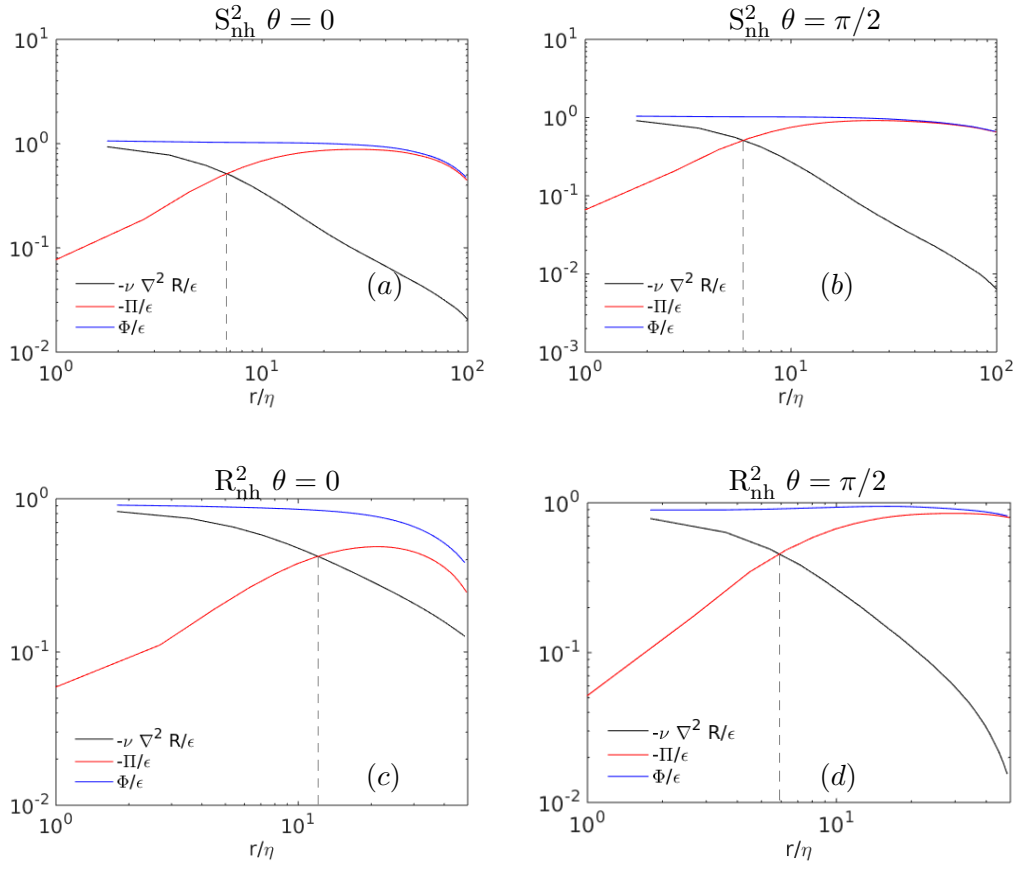 S²ₙₕ θ = 0
10¹
10⁰
10⁻¹
10⁻²
-ν ∇² R/ϵ
-Π/ϵ
Φ/ϵ
(a)
10⁰
10¹
10²
r/η
S²ₙₕ θ = π/2
10¹
10⁰
10⁻¹
10⁻²
10⁻³
-ν ∇² R/ϵ
-Π/ϵ
Φ/ϵ
(b)
10⁰
10¹
10²
r/η
R²ₙₕ θ = 0
10⁰
10⁻¹
10⁻²
-ν ∇² R/ϵ
-Π/ϵ
Φ/ϵ
(c)
10⁰
10¹
r/η
R²ₙₕ θ = π/2
10⁰
10⁻¹
10⁻²
-ν ∇² R/ϵ
-Π/ϵ
Φ/ϵ
(d)
10⁰
10¹
r/η